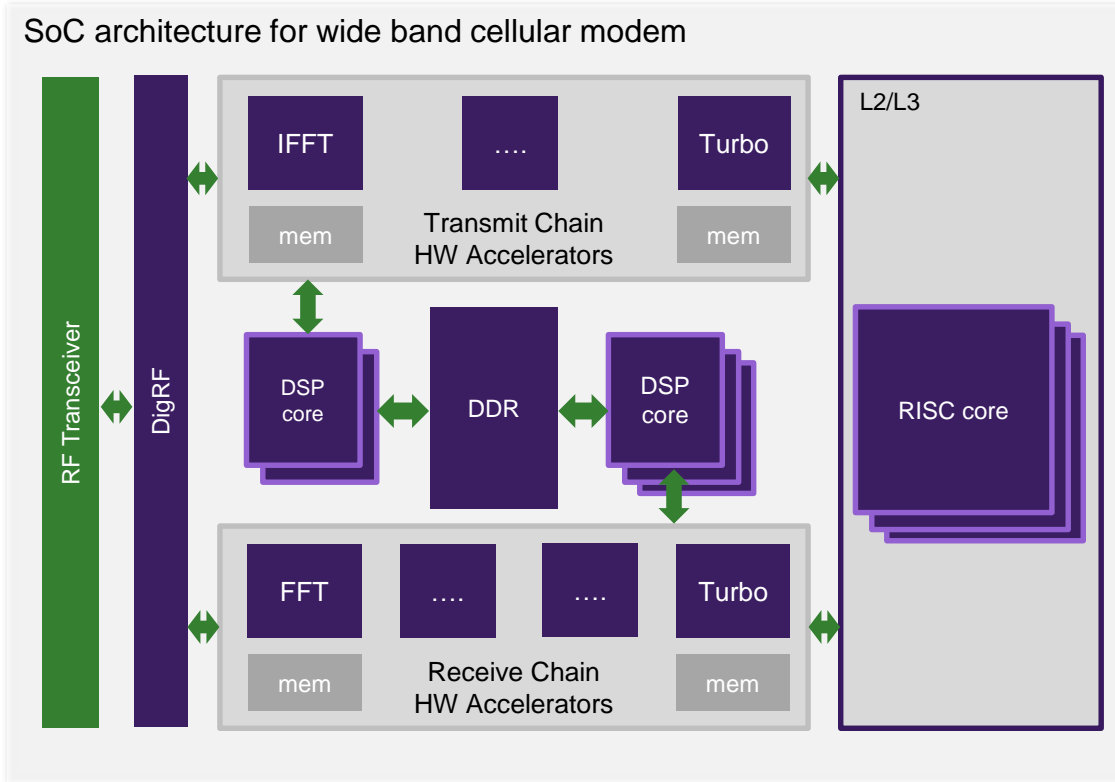 SoC architecture for wide band cellular modem
RF Transceiver
DigRF
IFFT
....
Turbo
mem
Transmit Chain
HW Accelerators
mem
DSP
core
DDR
DSP
core
FFT
....
....
Turbo
mem
Receive Chain
HW Accelerators
mem
L2/L3
RISC core